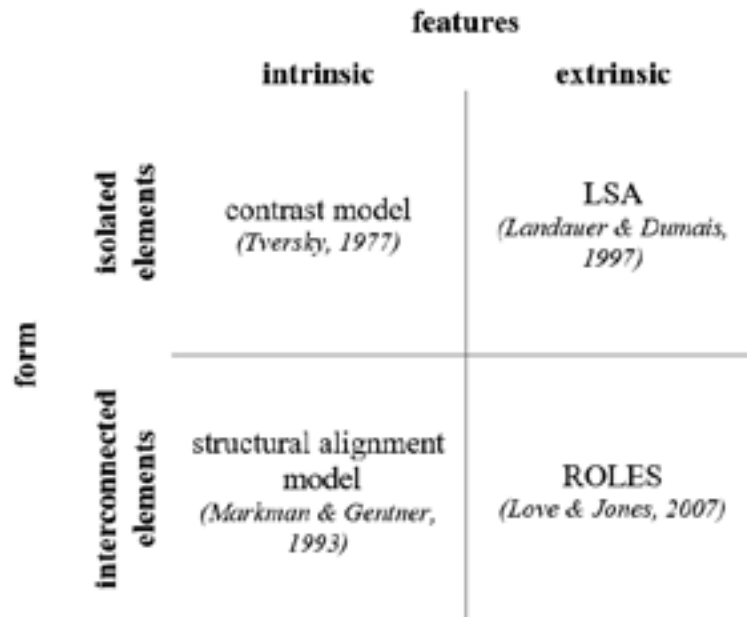 features
intrinsic
extrinsic
form
isolated
elements
contrast model
(Tversky, 1977)
LSA
(Landauer & Dumais,
1997)
interconnected
elements
structural alignment
model
(Markman & Gentner,
1993)
ROLES
(Love & Jones, 2007)